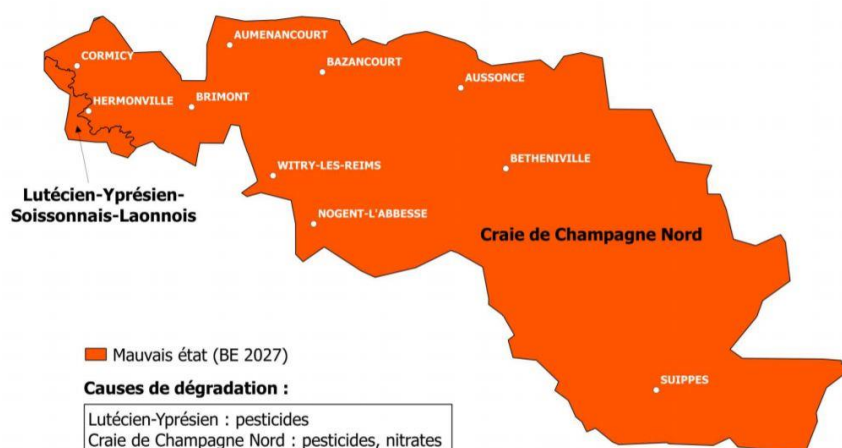 AUMENANCOURT
CORMICY
BAZANCOURT
AUSSONCE
HERMONVILLE
BRIMONT
WITRY-LES-REIMS
BETHENIVILLE
Lutécien-Yprésien-
Soissonnais-Laonnois
NOGENT-L'ABBESSE
Craie de Champagne Nord
Mauvais état (BE 2027)
SUIPPES
Causes de dégradation :
Lutécien-Yprésien : pesticides
Craie de Champagne Nord : pesticides, nitrates